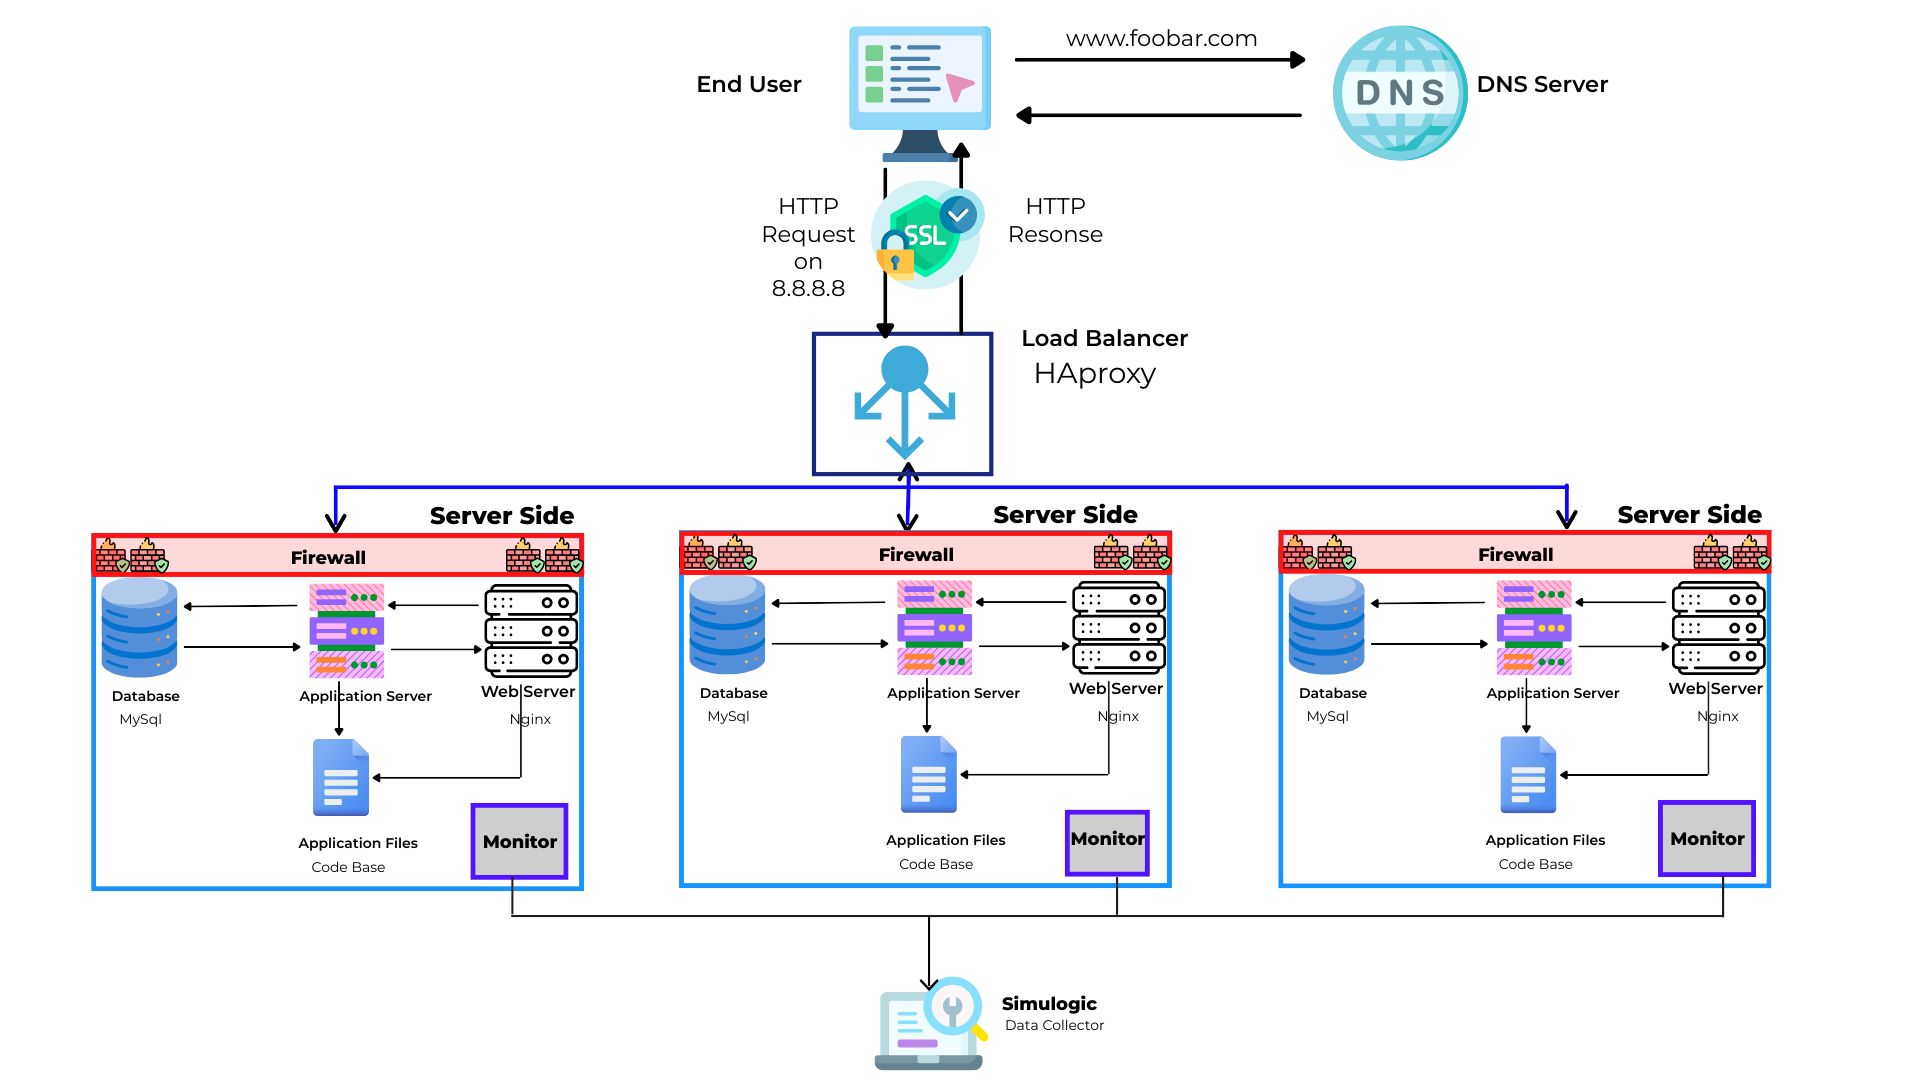 www.foobar.com
End User
DNS
DNS Server
HTTP
Request
on
8.8.8.8
SSL
HTTP
Resonse
Load Balancer
HAproxy
Server Side
Firewall
Database
MySql
Application Server
Web Server
Nginx
Application Files
Code Base
Monitor
Server Side
Firewall
Database
MySql
Application Server
Web Server
Nginx
Application Files
Code Base
Monitor
Server Side
Firewall
Database
MySql
Application Server
Web Server
Nginx
Application Files
Code Base
Monitor
Simulogic
Data Collector